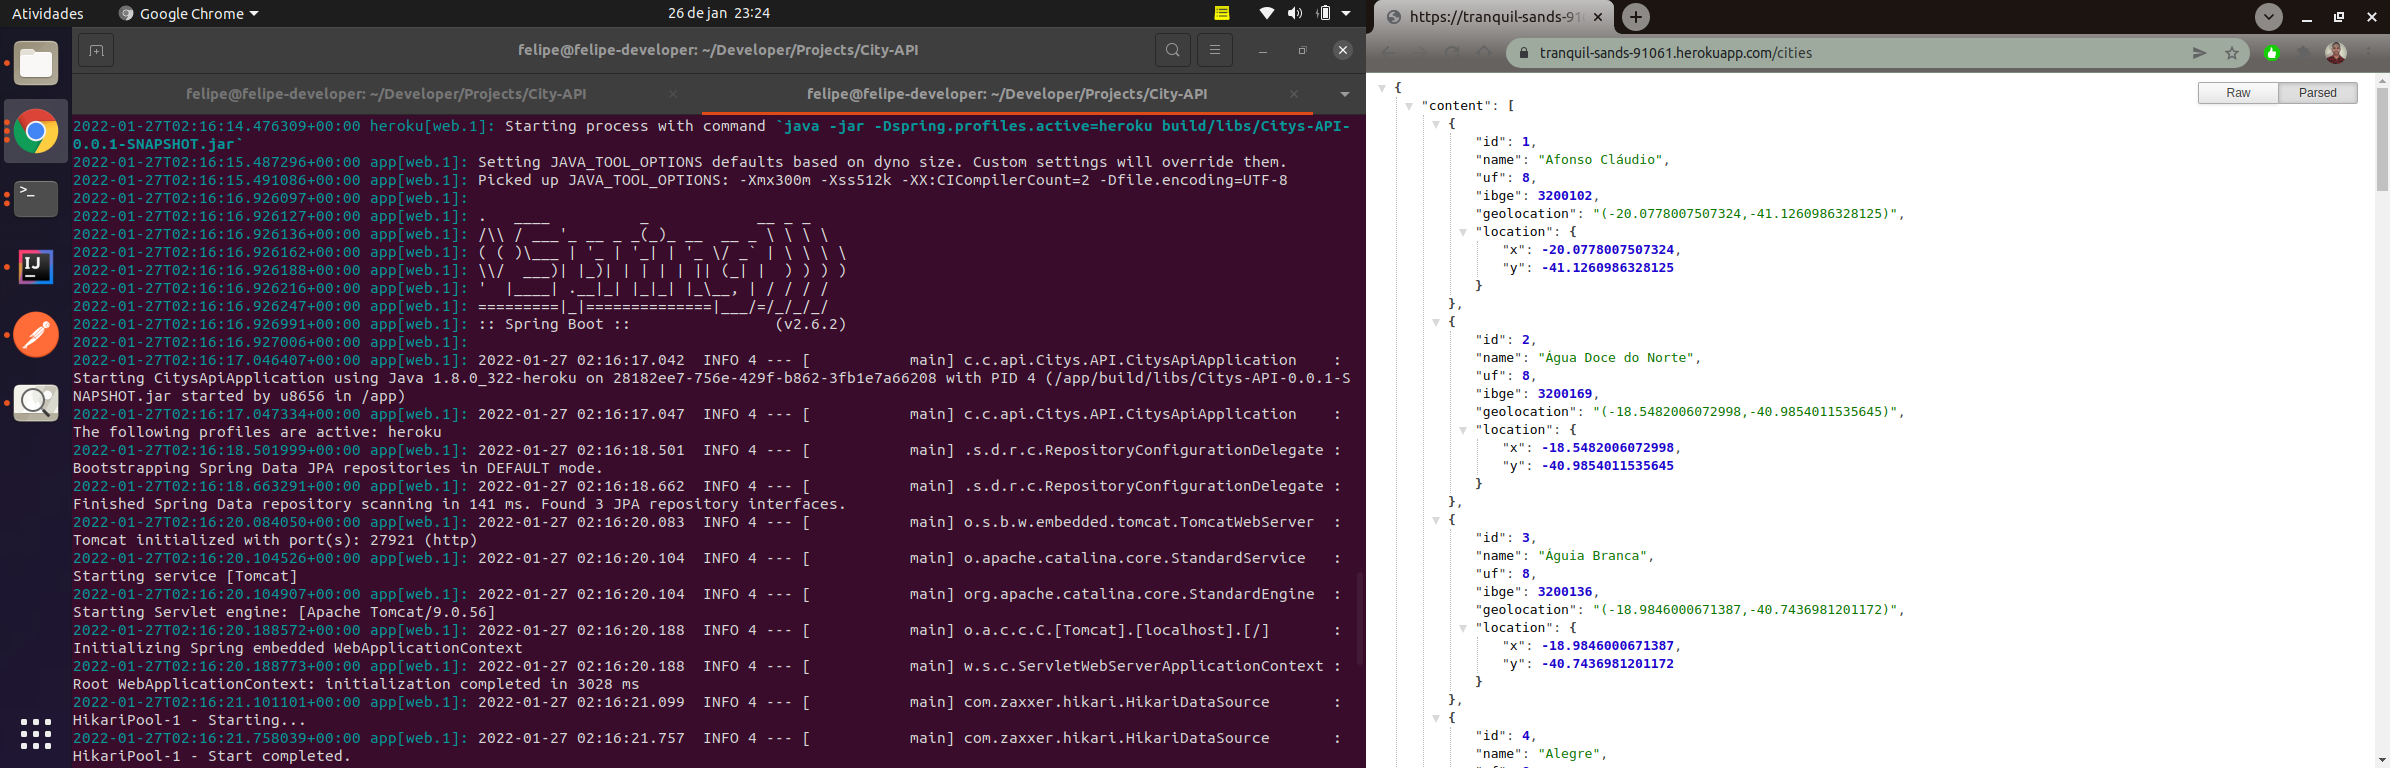 Atividades
Google Chrome
26 de jan 23:24
felipe@felipe-developer: ~/Developer/Projects/City-API
felipe@felipe-developer: ~/Developer/Projects/City-API
felipe@felipe-developer: ~/Developer/Projects/City-API
2022-01-27T02:16:14.476309+00:00 heroku[web.1]: Starting process with command `java -jar -Dspring.profiles.active=heroku build/libs/Citys-API-
0.0.1-SNAPSHOT.jar`
2022-01-27T02:16:15.487296+00:00 app[web.1]: Setting JAVA_TOOL_OPTIONS defaults based on dyno size. Custom settings will override them.
2022-01-27T02:16:15.491086+00:00 app[web.1]: Picked up JAVA_TOOL_OPTIONS: -Xmx300m -Xss512k -XX:CICompilerCount=2 -Dfile.encoding=UTF-8
2022-01-27T02:16:16.926097+00:00 app[web.1]:
2022-01-27T02:16:16.926127+00:00 app[web.1]: .   ____          _            __ _ _
2022-01-27T02:16:16.926136+00:00 app[web.1]: /\\ / ___'_ __ _ _(_)_ __  __ _ \ \ \ \
2022-01-27T02:16:16.926162+00:00 app[web.1]: ( ( )\___ | '_ | '_| | '_ \/ _` | \ \ \ \
2022-01-27T02:16:16.926188+00:00 app[web.1]: \\/  ___)| |_)| | | | | || (_| |  ) ) ) )
2022-01-27T02:16:16.926216+00:00 app[web.1]: '  |____| .__|_| |_|_| |_\__, | / / / /
2022-01-27T02:16:16.926247+00:00 app[web.1]: =========|_|==============|___/=/_/_/_/
2022-01-27T02:16:16.926991+00:00 app[web.1]: :: Spring Boot ::                (v2.6.2)
2022-01-27T02:16:16.927006+00:00 app[web.1]:
2022-01-27T02:16:17.046407+00:00 app[web.1]: 2022-01-27 02:16:17.042  INFO 4 --- [           main] c.c.api.Citys.API.CitysApiApplication    :
Starting CitysApiApplication using Java 1.8.0_322-heroku on 28182ee7-756e-429f-b862-3fb1e7a66208 with PID 4 (/app/build/libs/Citys-API-0.0.1-S
NAPSHOT.jar started by u8656 in /app)
2022-01-27T02:16:17.047334+00:00 app[web.1]: 2022-01-27 02:16:17.047  INFO 4 --- [           main] c.c.api.Citys.API.CitysApiApplication    :
The following profiles are active: heroku
2022-01-27T02:16:18.501999+00:00 app[web.1]: 2022-01-27 02:16:18.501  INFO 4 --- [           main] .s.d.r.c.RepositoryConfigurationDelegate :
Bootstrapping Spring Data JPA repositories in DEFAULT mode.
2022-01-27T02:16:18.663291+00:00 app[web.1]: 2022-01-27 02:16:18.662  INFO 4 --- [           main] .s.d.r.c.RepositoryConfigurationDelegate :
Finished Spring Data repository scanning in 141 ms. Found 3 JPA repository interfaces.
2022-01-27T02:16:20.084050+00:00 app[web.1]: 2022-01-27 02:16:20.083  INFO 4 --- [           main] o.s.b.w.embedded.tomcat.TomcatWebServer  :
Tomcat initialized with port(s): 27921 (http)
2022-01-27T02:16:20.104526+00:00 app[web.1]: 2022-01-27 02:16:20.104  INFO 4 --- [           main] o.apache.catalina.core.StandardService   :
Starting service [Tomcat]
2022-01-27T02:16:20.104907+00:00 app[web.1]: 2022-01-27 02:16:20.104  INFO 4 --- [           main] org.apache.catalina.core.StandardEngine  :
Starting Servlet engine: [Apache Tomcat/9.0.56]
2022-01-27T02:16:20.188572+00:00 app[web.1]: 2022-01-27 02:16:20.188  INFO 4 --- [           main] o.a.c.c.C.[Tomcat].[localhost].[/]       :
Initializing Spring embedded WebApplicationContext
2022-01-27T02:16:20.188773+00:00 app[web.1]: 2022-01-27 02:16:20.188  INFO 4 --- [           main] w.s.c.ServletWebServerApplicationContext :
Root WebApplicationContext: initialization completed in 3028 ms
2022-01-27T02:16:21.101101+00:00 app[web.1]: 2022-01-27 02:16:21.099  INFO 4 --- [           main] com.zaxxer.hikari.HikariDataSource       :
HikariPool-1 - Starting...
2022-01-27T02:16:21.758039+00:00 app[web.1]: 2022-01-27 02:16:21.757  INFO 4 --- [           main] com.zaxxer.hikari.HikariDataSource       :
HikariPool-1 - Start completed.
https://tranquil-sands-91
tranquil-sands-91061.herokuapp.com/cities
Raw
Parsed
{
"content": [
{
"id": 1,
"name": "Afonso Cláudio",
"uf": 8,
"ibge": 3200102,
"geolocation": "(-20.0778007507324,-41.1260986328125)",
"location": {
"x": -20.0778007507324,
"y": -41.1260986328125
}
},
{
"id": 2,
"name": "Água Doce do Norte",
"uf": 8,
"ibge": 3200169,
"geolocation": "(-18.5482006072998,-40.9854011535645)",
"location": {
"x": -18.5482006072998,
"y": -40.9854011535645
}
},
{
"id": 3,
"name": "Águia Branca",
"uf": 8,
"ibge": 3200136,
"geolocation": "(-18.9846000671387,-40.7436981201172)",
"location": {
"x": -18.9846000671387,
"y": -40.7436981201172
}
},
{
"id": 4,
"name": "Alegre",